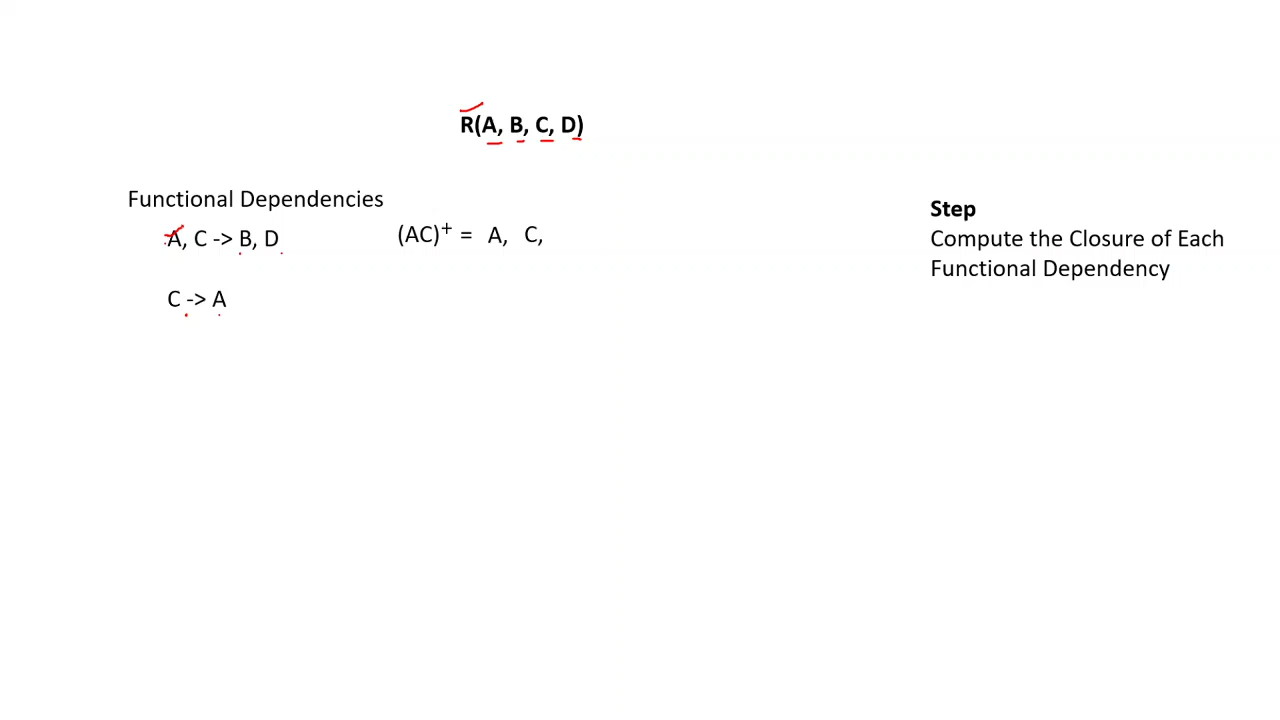 R(A, B, C, D)
Functional Dependencies
A, C -> B, D
(AC)⁺ = A, C,
C -> A
Step
Compute the Closure of Each
Functional Dependency